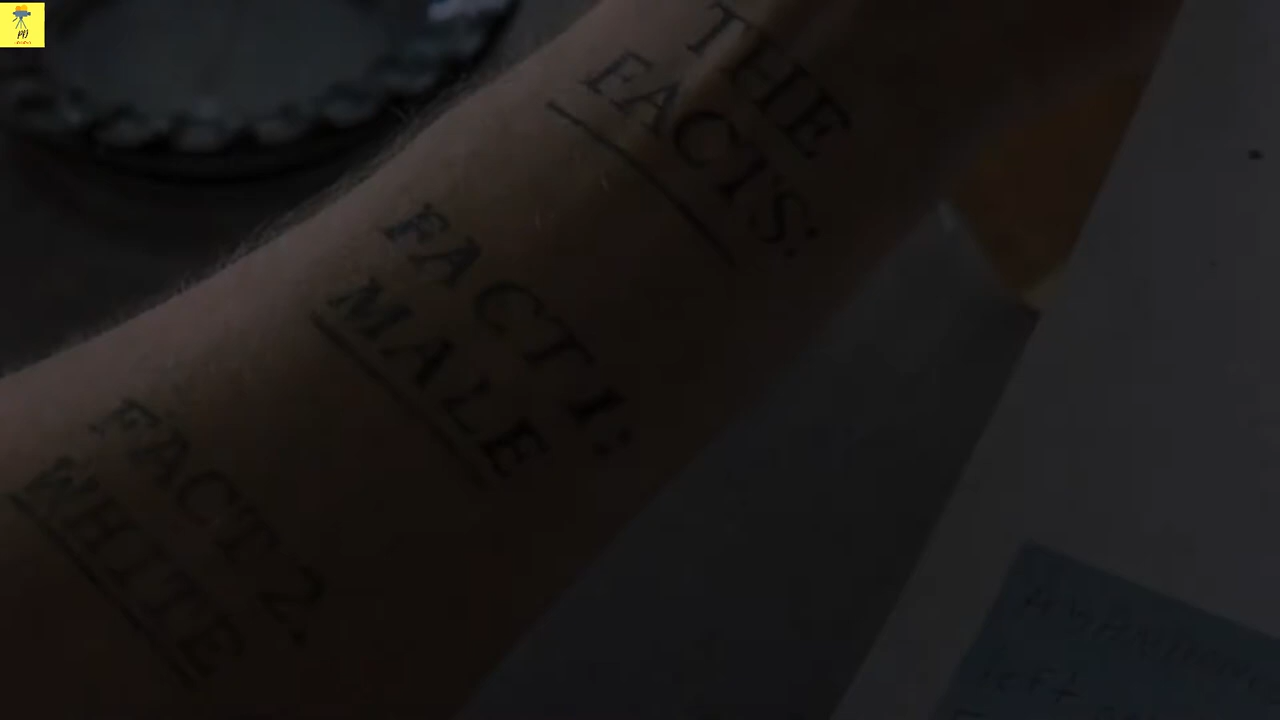 THE
FACTS:
FACT 1:
MALE
FACT 2.
WHITE